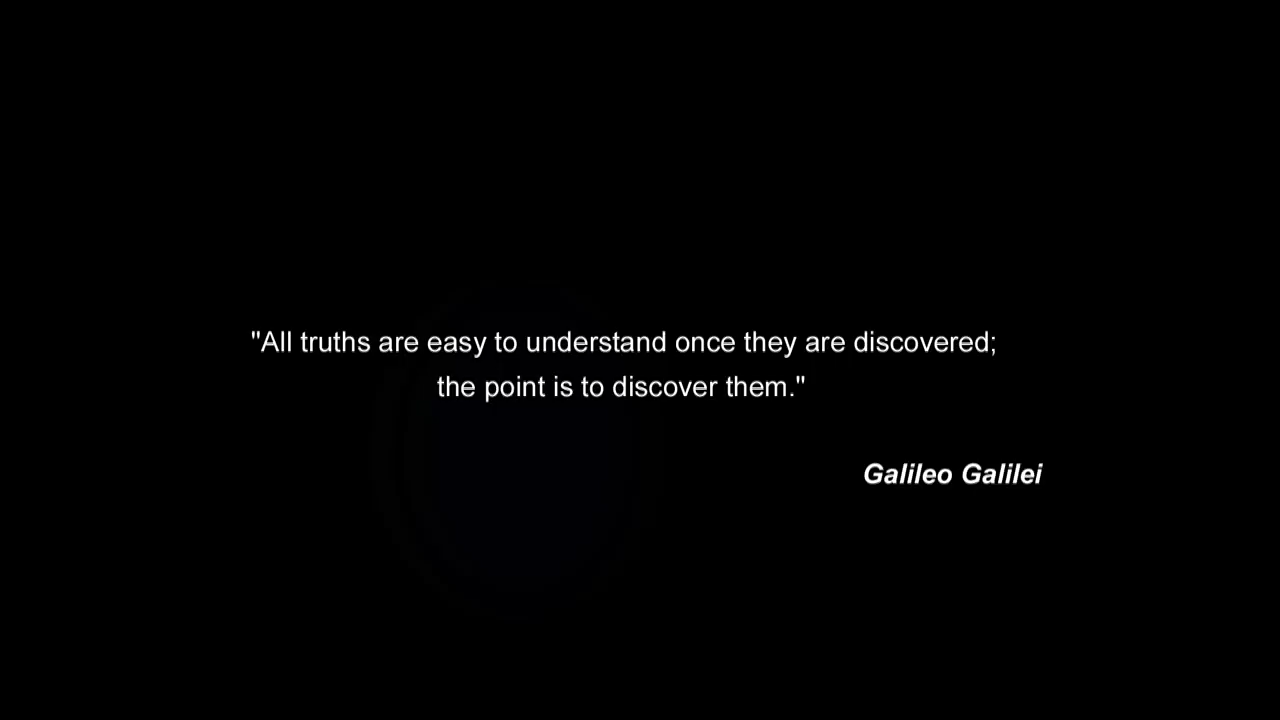 "All truths are easy to understand once they are discovered;
the point is to discover them."
Galileo Galilei